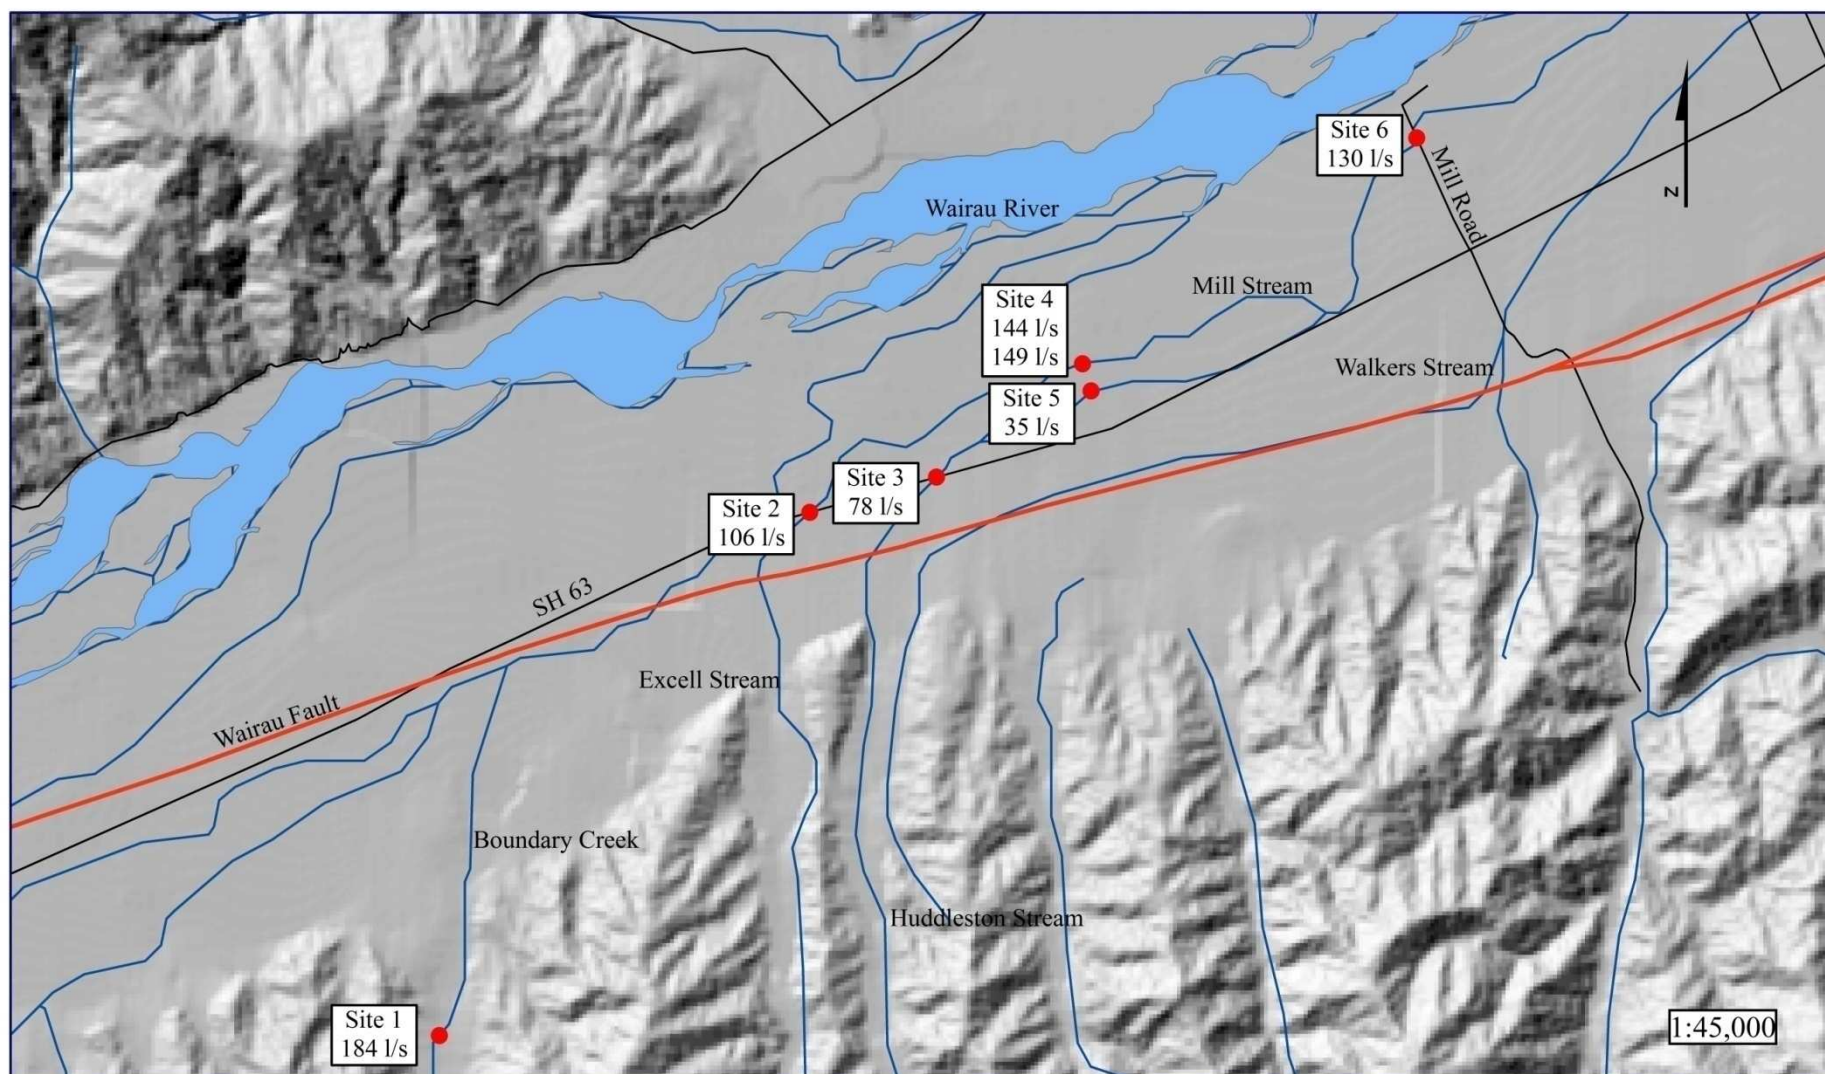 Site 6
130 l/s
Mill Road
N
Wairau River
Mill Stream
Site 4
144 l/s
149 l/s
Walkers Stream
Site 5
35 l/s
Site 3
78 l/s
Site 2
106 l/s
SH 63
Excell Stream
Wairau Fault
Boundary Creek
Huddleston Stream
Site 1
184 l/s
1:45,000